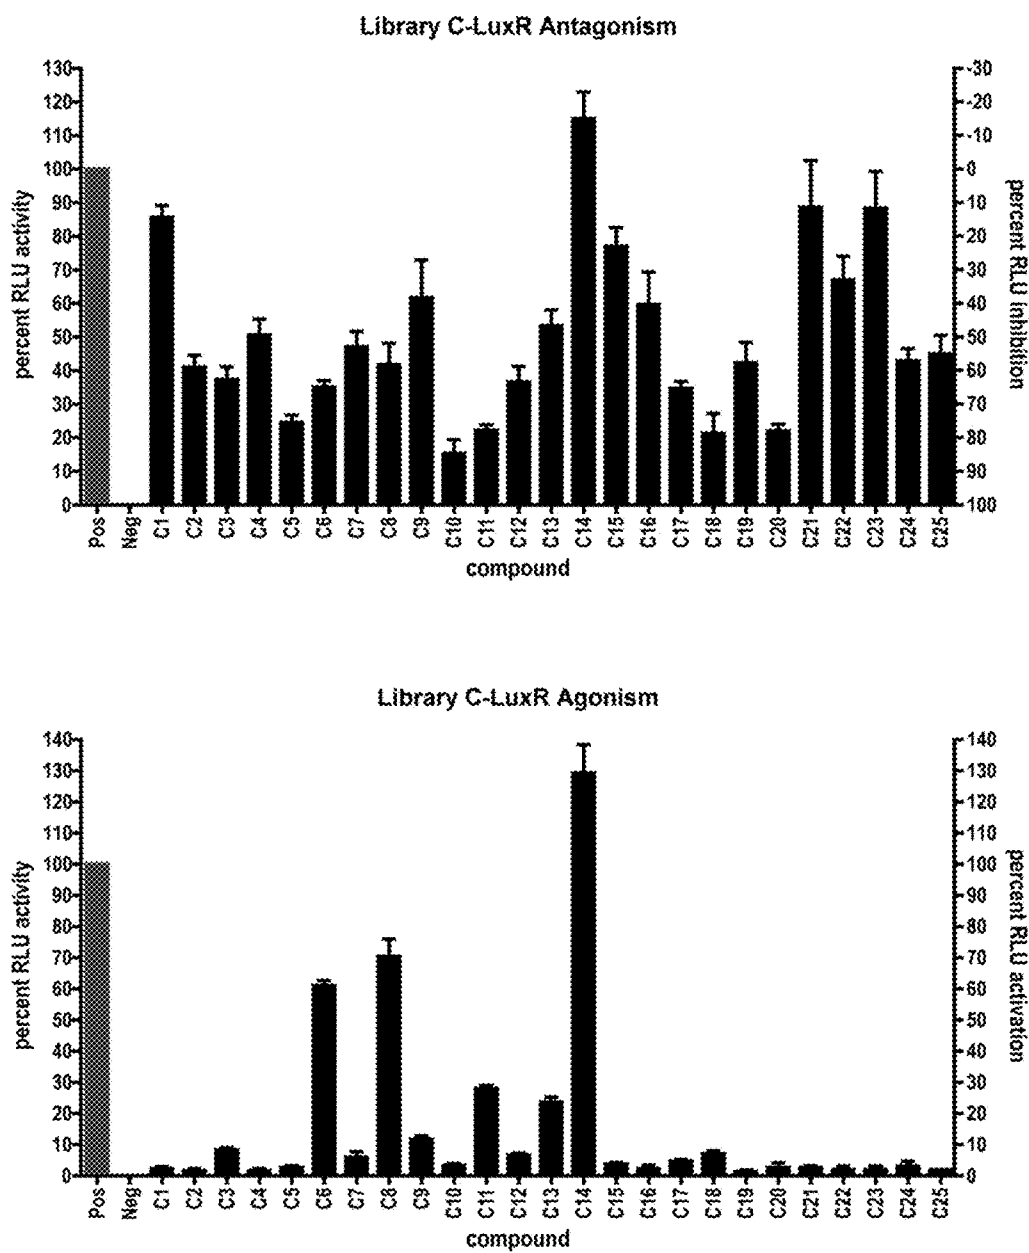 Library C-LuxR Antagonism
130 120 110 100 90 80 70 60 50 40 30 20 10 0
percent RLU activity
-30 -20 -10 0 10 20 30 40 50 60 70 80 90 100
percent RLU inhibition
Pos Neg C1 C2 C3 C4 C5 C6 C7 C8 C9 C10 C11 C12 C13 C14 C15 C16 C17 C18 C19 C20 C21 C22 C23 C24 C25
compound
Library C-LuxR Agonism
140 130 120 110 100 90 80 70 60 50 40 30 20 10 0
percent RLU activity
140 130 120 110 100 90 80 70 60 50 40 30 20 10 0
percent RLU activation
Pos Neg C1 C2 C3 C4 C5 C6 C7 C8 C9 C10 C11 C12 C13 C14 C15 C16 C17 C18 C19 C20 C21 C22 C23 C24 C25
compound